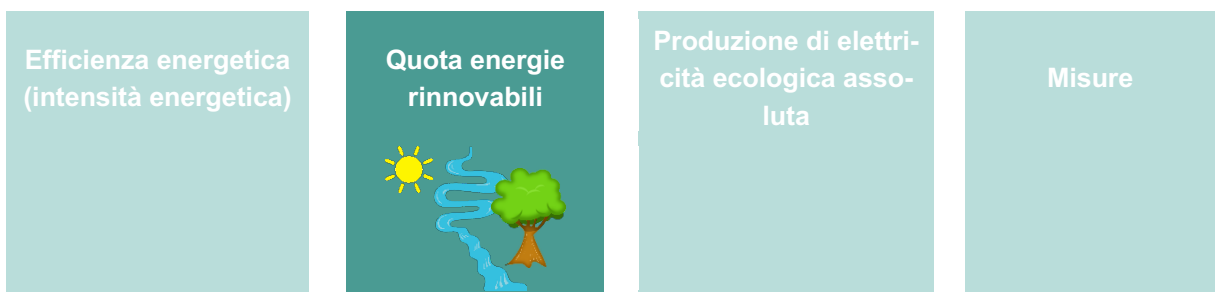 Efficienza energetica
(intensità energetica)
Quota energie
rinnovabili
Produzione di elettri-
cità ecologica asso-
luta
Misure